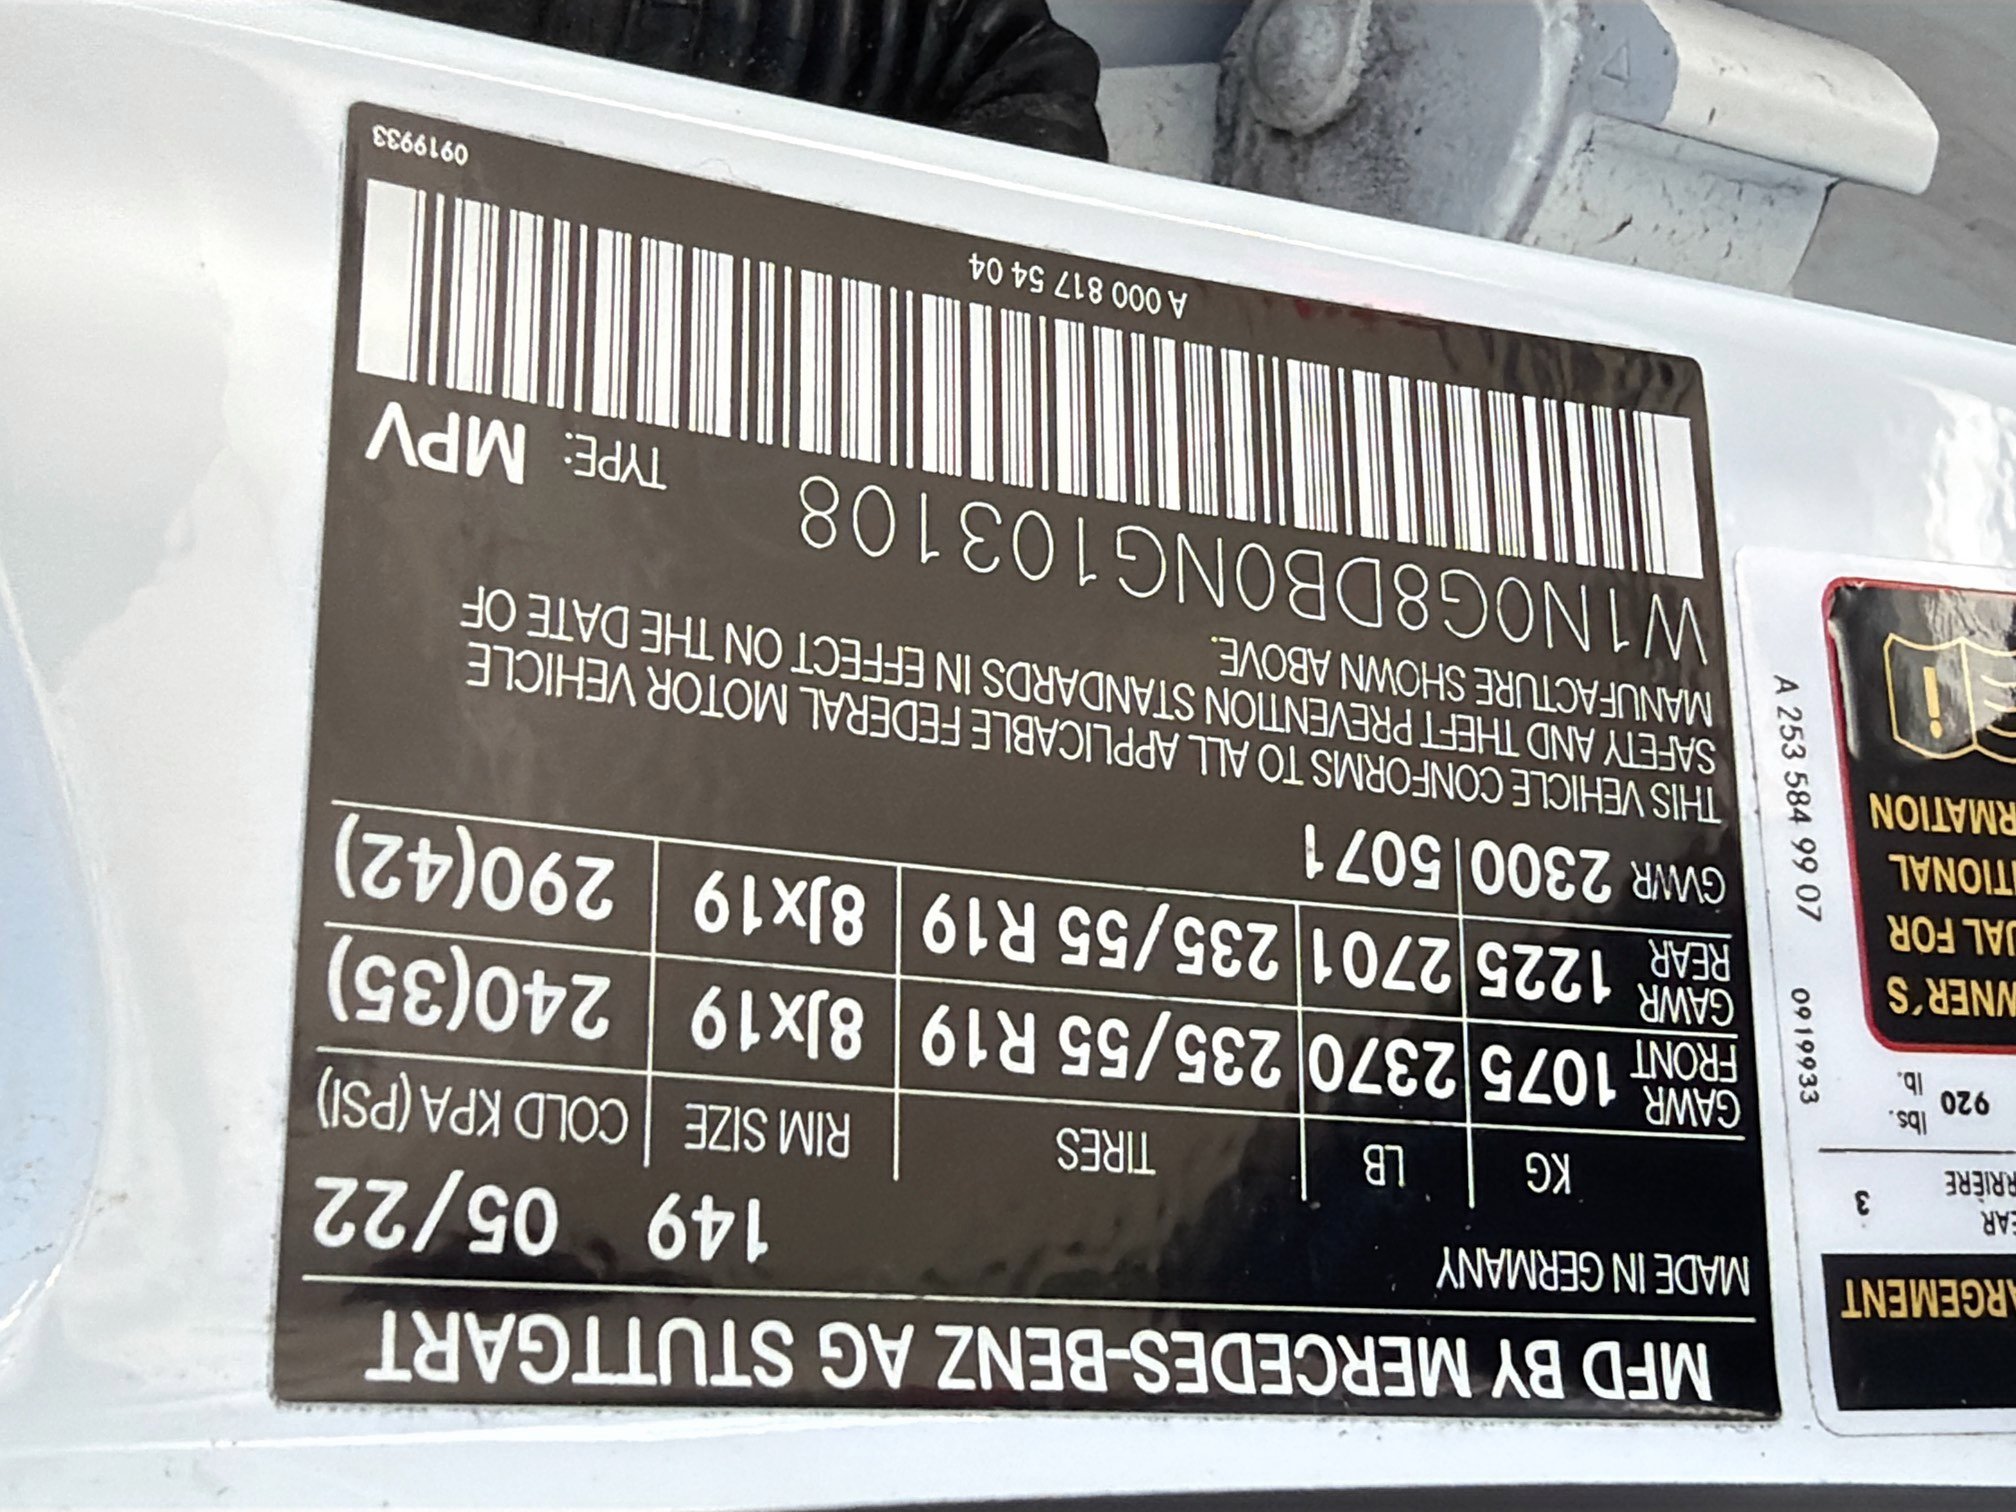 MFD BY MERCEDES-BENZ AG STUTTGART
MADE IN GERMANY 149 05/22
KG LB TIRES RIM SIZE COLD KPA (PSI)
GAWR FRONT 1075 2370 235/55 R19 8Jx19 240(35)
GAWR REAR 1225 2701 235/55 R19 8Jx19 290(42)
GVWR 2300 5071
THIS VEHICLE CONFORMS TO ALL APPLICABLE FEDERAL MOTOR VEHICLE
SAFETY AND THEFT PREVENTION STANDARDS IN EFFECT ON THE DATE OF
MANUFACTURE SHOWN ABOVE.
W1N0G8DB0NG103108 TYPE: MPV
A 000 817 54 04
0919933
3
920 lbs.
lb.
A 253 584 99 07 0919933